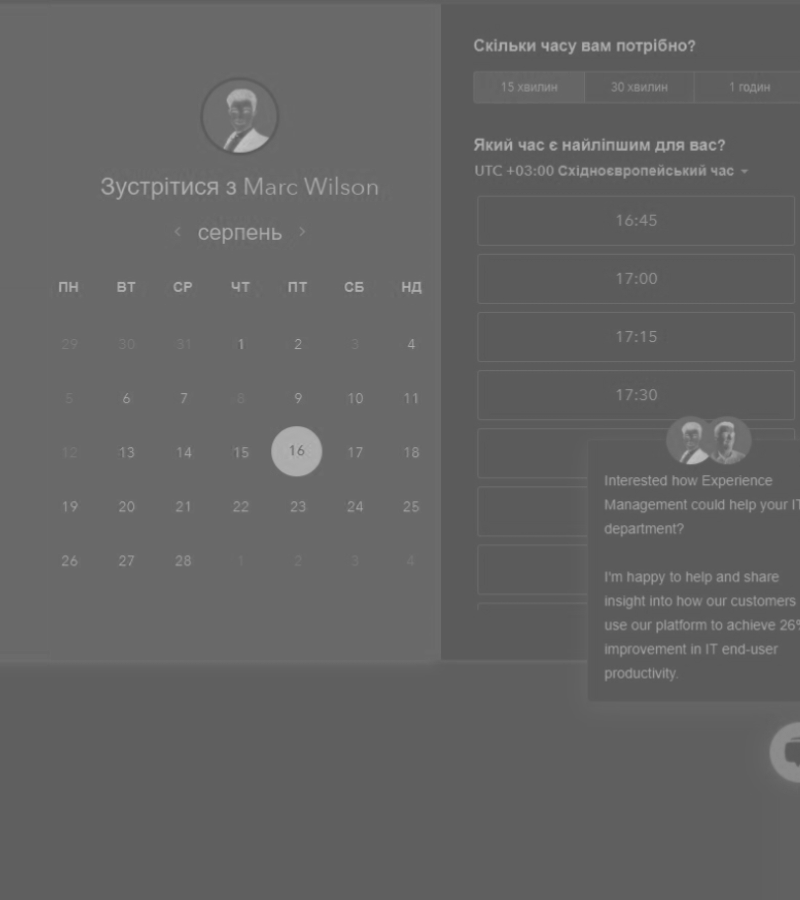 Зустрітися з Marc Wilson
серпень
ПН ВТ СР ЧТ ПТ СБ НД
29 30 31 1 2 3 4
5 6 7 8 9 10 11
12 13 14 15 16 17 18
19 20 21 22 23 24 25
26 27 28 1 2 3 4
Скільки часу вам потрібно?
15 хвилин 30 хвилин 1 годин
Який час є найліпшим для вас?
UTC +03:00 Східноєвропейський час
16:45
17:00
17:15
17:30
Interested how Experience
Management could help your IT
department?
I'm happy to help and share
insight into how our customers
use our platform to achieve 26%
improvement in IT end-user
productivity.